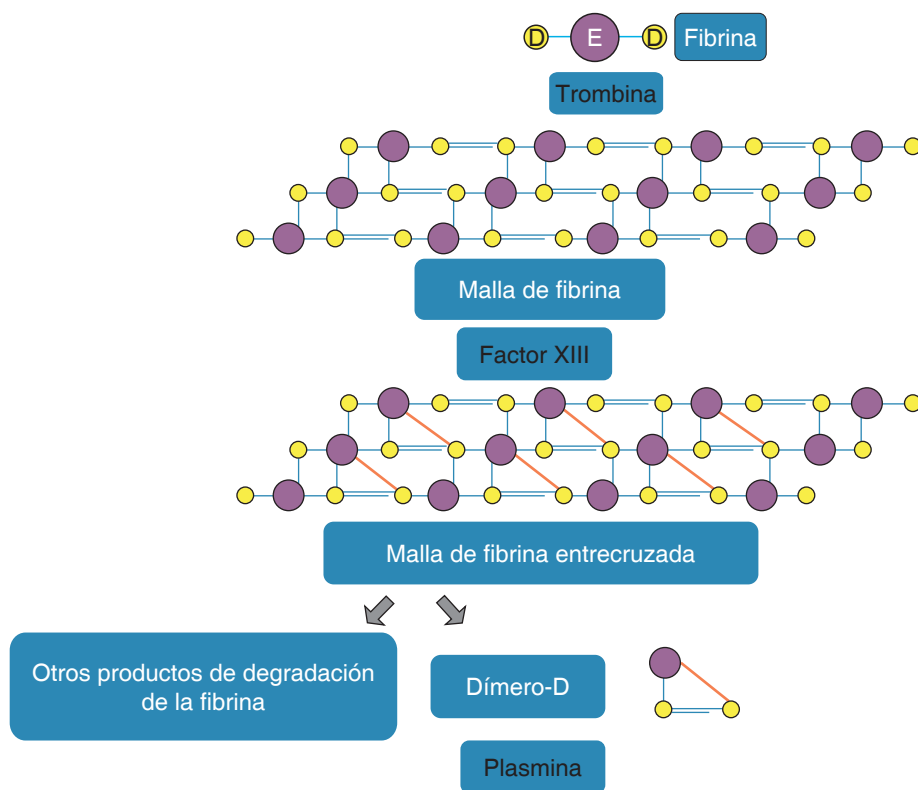 D E D Fibrina
Trombina
Malla de fibrina
Factor XIII
Malla de fibrina entrecruzada
Otros productos de degradación
de la fibrina
Dímero-D
Plasmina